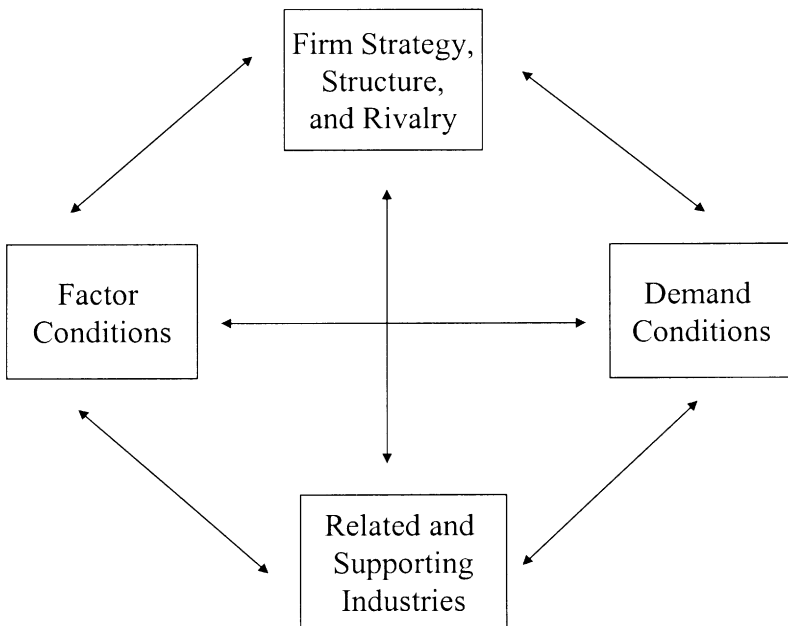 Firm Strategy,
Structure,
and Rivalry
Factor
Conditions
Demand
Conditions
Related and
Supporting
Industries